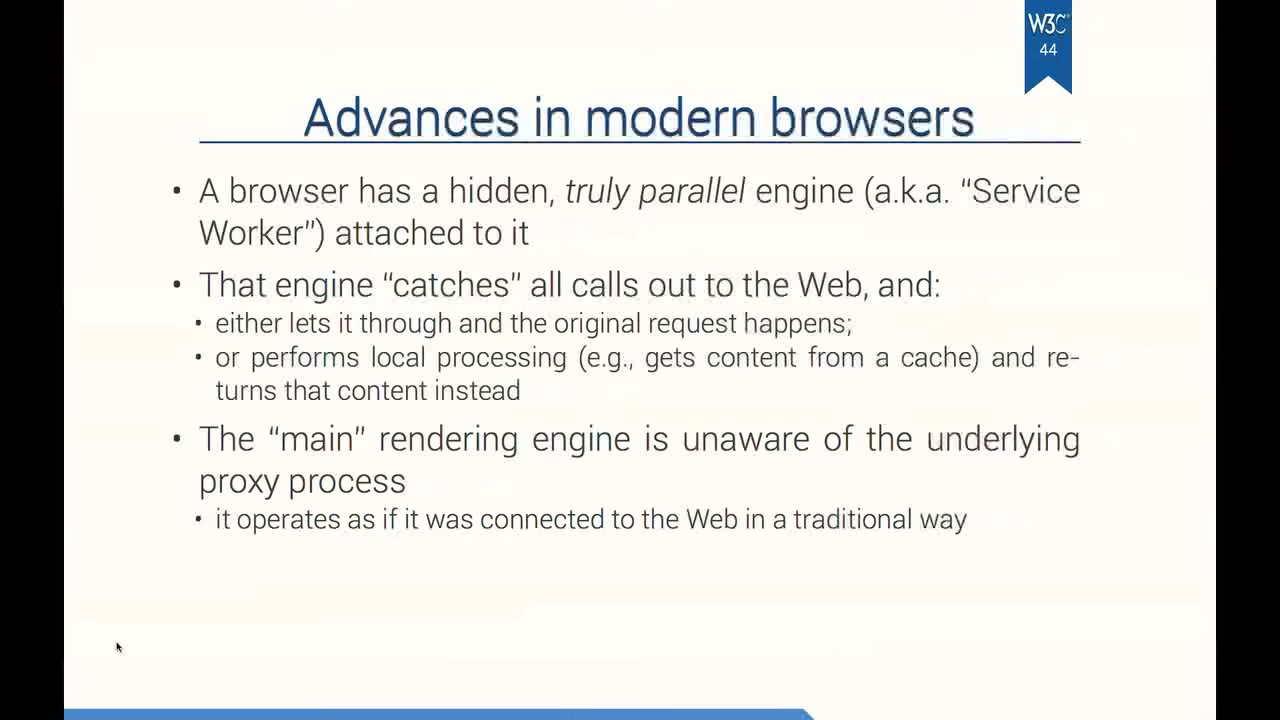 W3C
44
Advances in modern browsers
• A browser has a hidden, truly parallel engine (a.k.a. “Service
Worker”) attached to it
• That engine “catches” all calls out to the Web, and:
• either lets it through and the original request happens;
• or performs local processing (e.g., gets content from a cache) and re-
turns that content instead
• The “main” rendering engine is unaware of the underlying
proxy process
• it operates as if it was connected to the Web in a traditional way